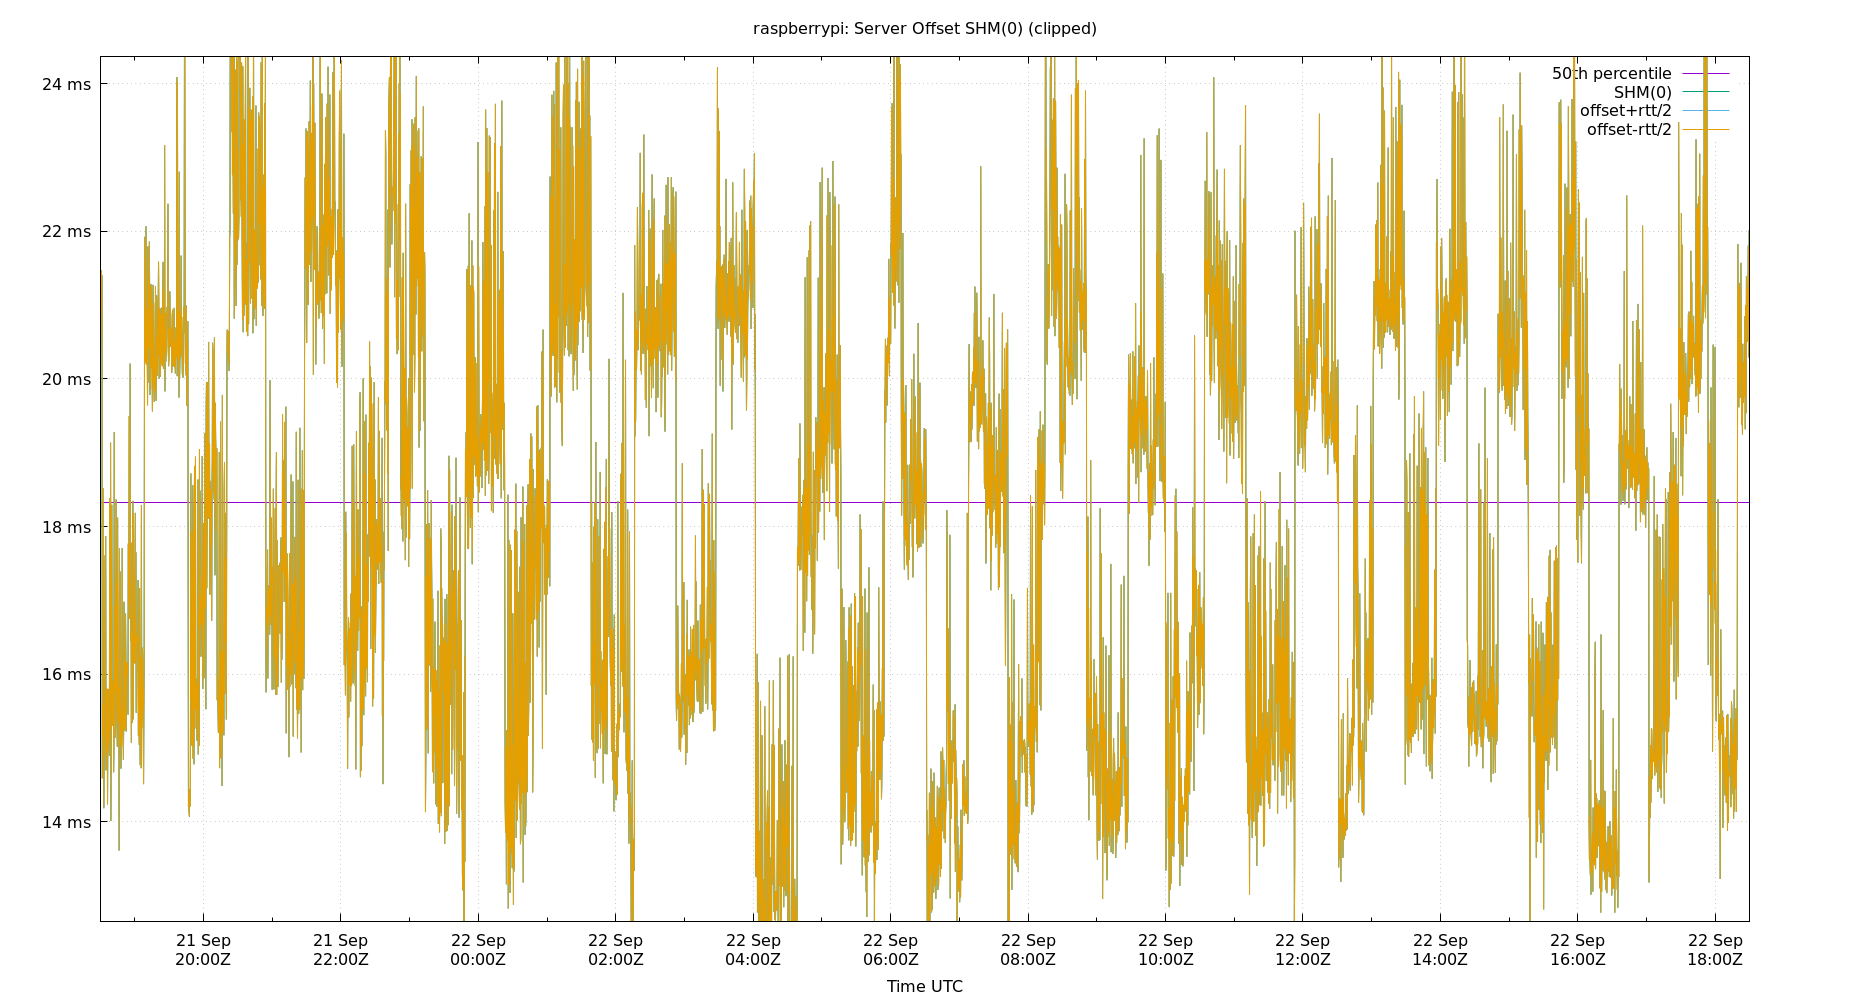 raspberrypi: Server Offset SHM(0) (clipped)
24 ms
22 ms
20 ms
18 ms
16 ms
14 ms
50th percentile
SHM(0)
offset+rtt/2
offset-rtt/2
21 Sep 21 Sep 22 Sep 22 Sep 22 Sep 22 Sep 22 Sep 22 Sep 22 Sep 22 Sep 22 Sep 22 Sep
20:00Z 22:00Z 00:00Z 02:00Z 04:00Z 06:00Z 08:00Z 10:00Z 12:00Z 14:00Z 16:00Z 18:00Z
Time UTC